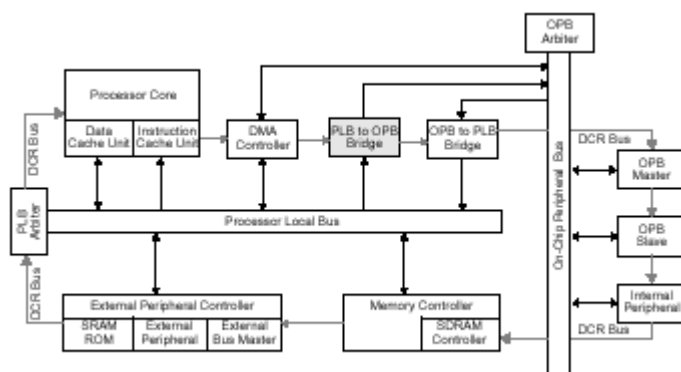 OPB
Arbiter
Processor Core
Data
Cache Unit
Instruction
Cache Unit
DMA
Controller
PLB to OPB
Bridge
OPB to PLB
Bridge
DCR Bus
DCR Bus
OPB
Master
PLB
Arbiter
Processor Local Bus
On-Chip Peripheral Bus
OPB
Slave
External Peripheral Controller
SRAM
ROM
External
Peripheral
External
Bus Master
Memory Controller
SDRAM
Controller
Internal
Peripheral
DCR Bus
DCR Bus